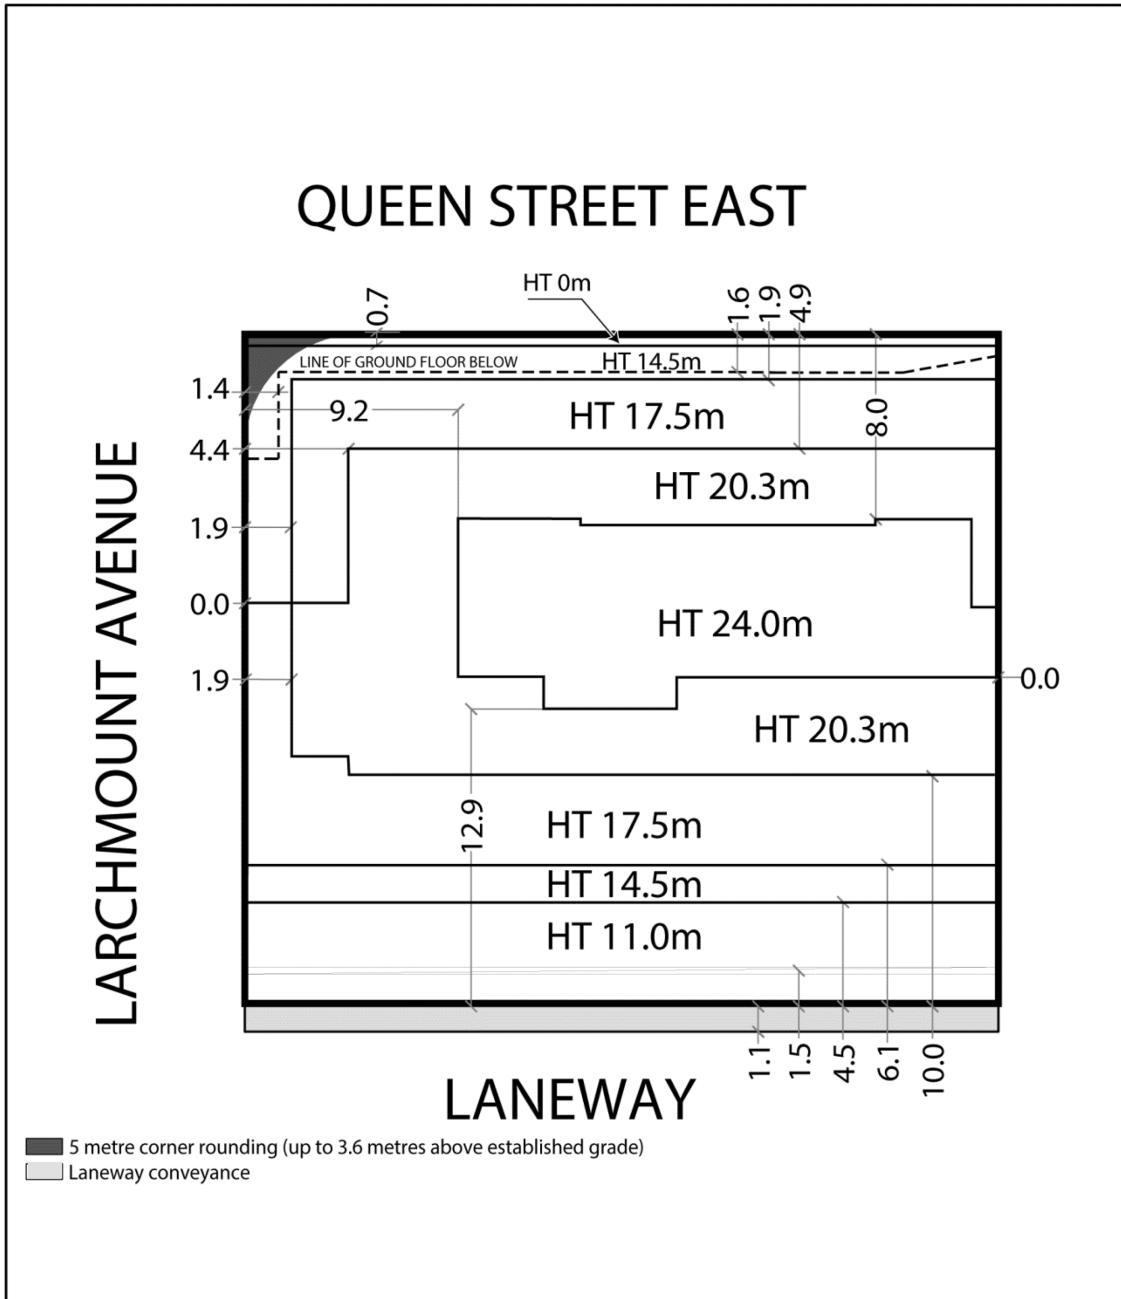 QUEEN STREET EAST
HT 0m
0.7
1.6
1.9
4.9
LINE OF GROUND FLOOR BELOW
HT 14.5m
1.4
9.2
HT 17.5m
8.0
4.4
HT 20.3m
1.9
0.0
HT 24.0m
1.9
0.0
LARCHMOUNT AVENUE
HT 20.3m
12.9
HT 17.5m
HT 14.5m
HT 11.0m
1.1
1.5
4.5
6.1
10.0
LANEWAY
5 metre corner rounding (up to 3.6 metres above established grade)
Laneway conveyance